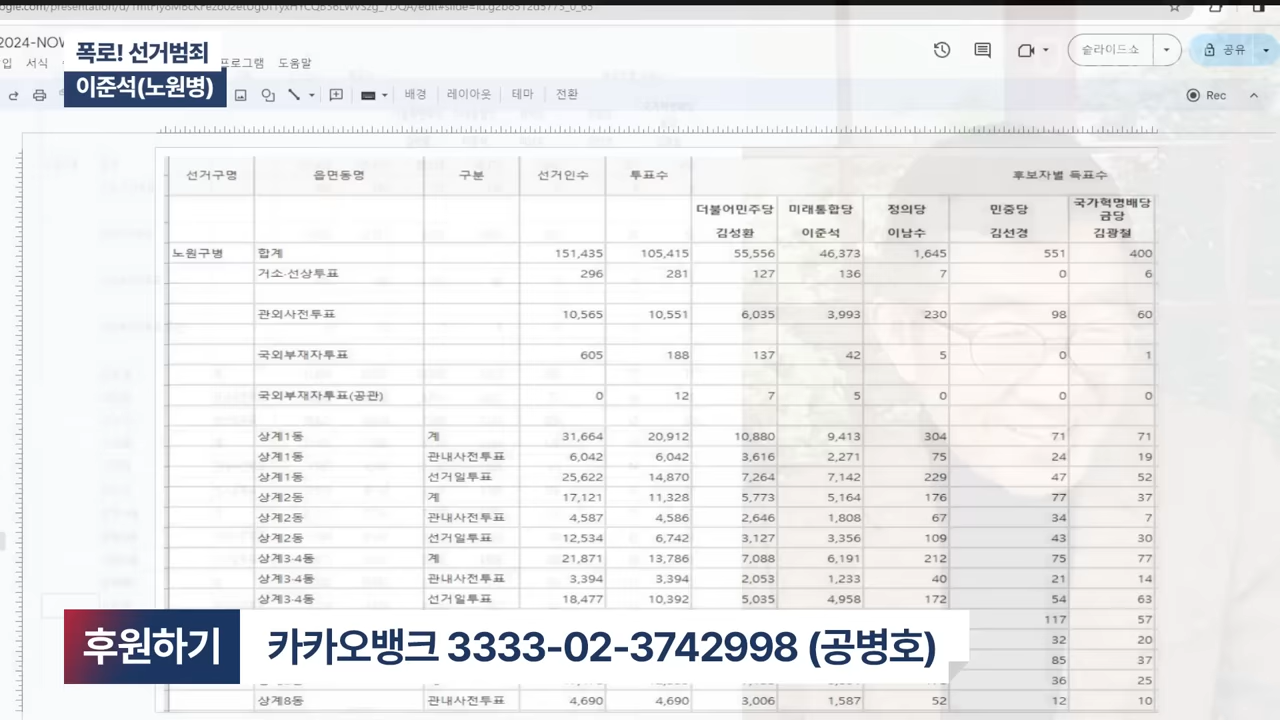 2024-NOW
폭로! 선거범죄
이준석(노원병)
서식 프로그램 도움말
슬라이드쇼 공유
배경 레이아웃 테마 전환 Rec
선거구명 읍면동명 구분 선거인수 투표수 후보자별 득표수
더불어민주당 미래통합당 정의당 민중당 국가혁명배당금당
김성환 이준석 이남수 김선경 김광철
노원구병 합계 151,435 105,415 55,556 46,373 1,645 551 400
거소·선상투표 296 281 127 136 7 0 6
관외사전투표 10,565 10,551 6,035 3,993 230 98 60
국외부재자투표 605 188 137 42 5 0 1
국외부재자투표(공관) 0 12 7 5 0 0 0
상계1동 계 31,664 20,912 10,880 9,413 304 71 71
상계1동 관내사전투표 6,042 6,042 3,616 2,271 75 24 19
상계1동 선거일투표 25,622 14,870 7,264 7,142 229 47 52
상계2동 계 17,121 11,328 5,773 5,164 176 77 37
상계2동 관내사전투표 4,587 4,586 2,646 1,808 67 34 7
상계2동 선거일투표 12,534 6,742 3,127 3,356 109 43 30
상계3·4동 계 21,871 13,786 7,088 6,191 212 75 77
상계3·4동 관내사전투표 3,394 3,394 2,053 1,233 40 21 14
상계3·4동 선거일투표 18,477 10,392 5,035 4,958 172 54 63
117 57
32 20
85 37
36 25
상계8동 관내사전투표 4,690 4,690 3,006 1,587 52 12 10
후원하기 카카오뱅크 3333-02-3742998 (공병호)